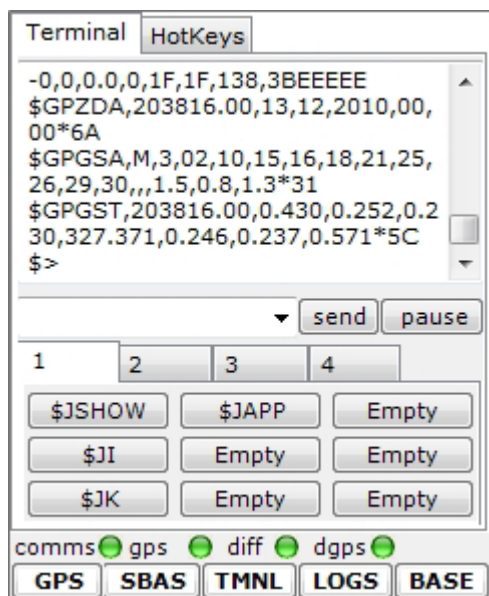 Terminal HotKeys
-0,0,0.0,0,1F,1F,138,3BEEEEE
$GPZDA,203816.00,13,12,2010,00,
00*6A
$GPGSA,M,3,02,10,15,16,18,21,25,
26,29,30,,,1.5,0.8,1.3*31
$GPGST,203816.00,0.430,0.252,0.2
30,327.371,0.246,0.237,0.571*5C
$>
send pause
1 2 3 4
$JSHOW $JAPP Empty
$JI Empty Empty
$JK Empty Empty
comms gps diff dgps
GPS SBAS TMNL LOGS BASE